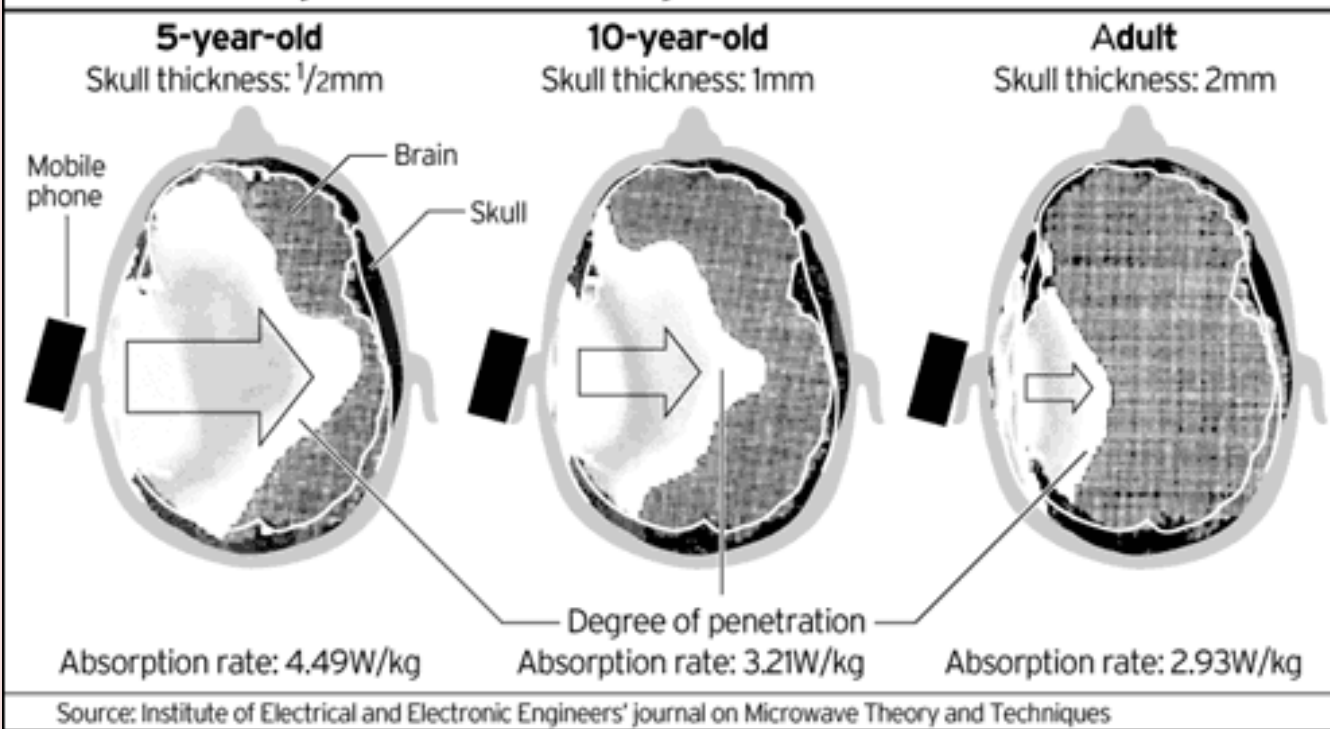 5-year-old
Skull thickness: 1/2mm
10-year-old
Skull thickness: 1mm
Adult
Skull thickness: 2mm
Mobile
phone
Brain
Skull
Degree of penetration
Absorption rate: 4.49W/kg
Absorption rate: 3.21W/kg
Absorption rate: 2.93W/kg
Source: Institute of Electrical and Electronic Engineers' journal on Microwave Theory and Techniques